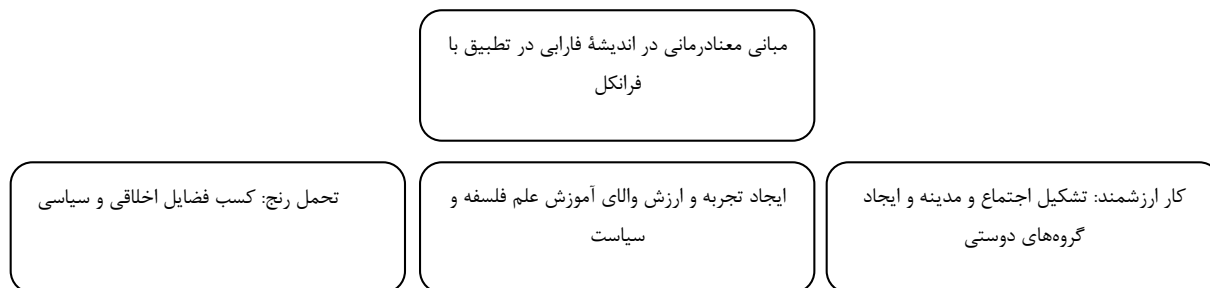 مبانی معنادرمانی در اندیشۀ فارابی در تطبیق با
فرانکل
کار ارزشمند: تشکیل اجتماع و مدینه و ایجاد
گروه‌های دوستی
ایجاد تجربه و ارزش والای آموزش علم فلسفه و
سیاست
تحمل رنج: کسب فضایل اخلاقی و سیاسی